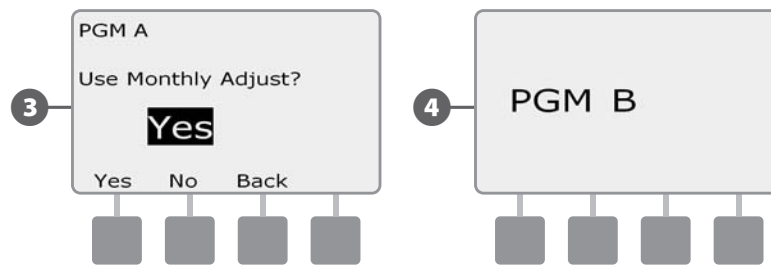 3
PGM A
Use Monthly Adjust?
Yes
Yes No Back
4
PGM B